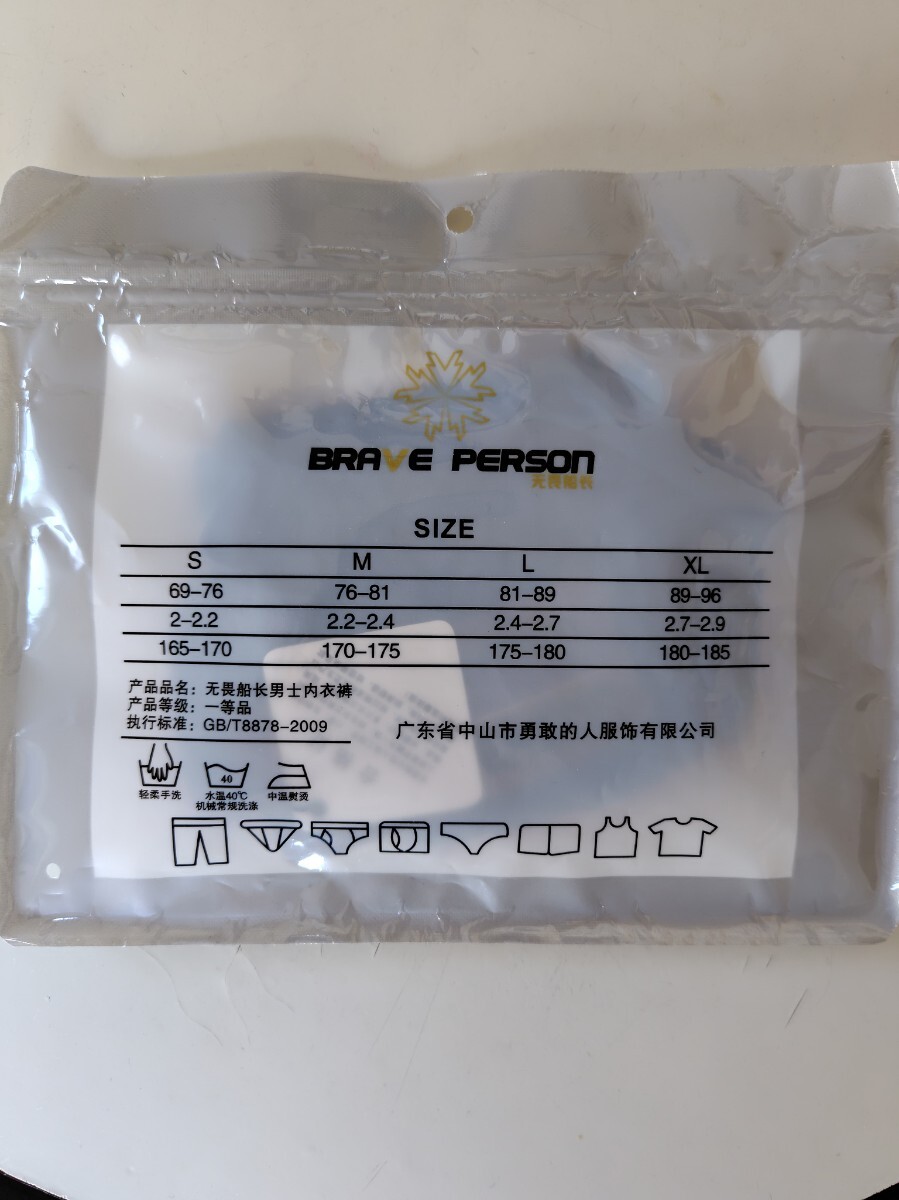 BRAVE PERSON
无畏船长
SIZE
S M L XL
69–76 76–81 81–89 89–96
2–2.2 2.2–2.4 2.4–2.7 2.7–2.9
165–170 170–175 175–180 180–185
产品品名：无畏船长男士内衣裤
产品等级：一等品
执行标准：GB/T8878-2009
广东省中山市勇敢的人服饰有限公司
40
轻柔手洗 水温40℃ 中温熨烫
机械常规洗涤